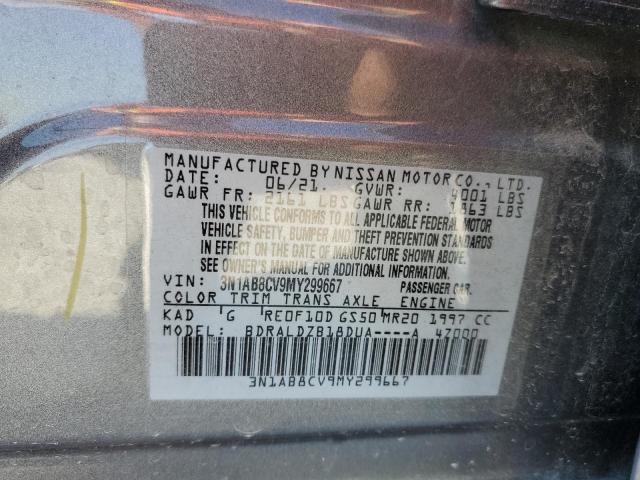 MANUFACTURED BY NISSAN MOTOR CO., LTD.
DATE: 06/21. GVWR: 4001 LBS
GAWR FR: 2161 LBS GAWR RR: 1963 LBS
THIS VEHICLE CONFORMS TO ALL APPLICABLE FEDERAL MOTOR
VEHICLE SAFETY, BUMPER AND THEFT PREVENTION STANDARDS
IN EFFECT ON THE DATE OF MANUFACTURE SHOWN ABOVE.
SEE OWNER'S MANUAL FOR ADDITIONAL INFORMATION.
VIN: 3N1AB8CV9MY299667 PASSENGER CAR.
COLOR TRIM TRANS AXLE ENGINE
KAD G RE0F10D GS50 MR20 1997 CC
MODEL: BDRALDZB18DUA----A 4Z000
3N1AB8CV9MY299667